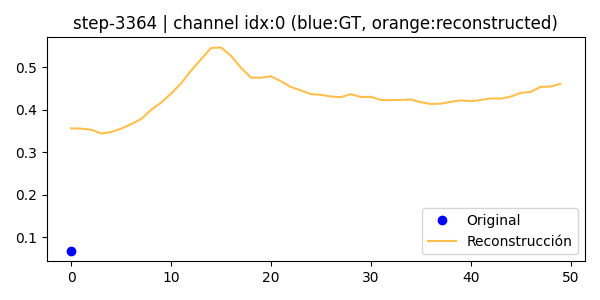 step-3364 | channel idx:0 (blue:GT, orange:reconstructed)
0.5
0.4
0.3
0.2
0.1
Original
Reconstrucción
0 10 20 30 40 50